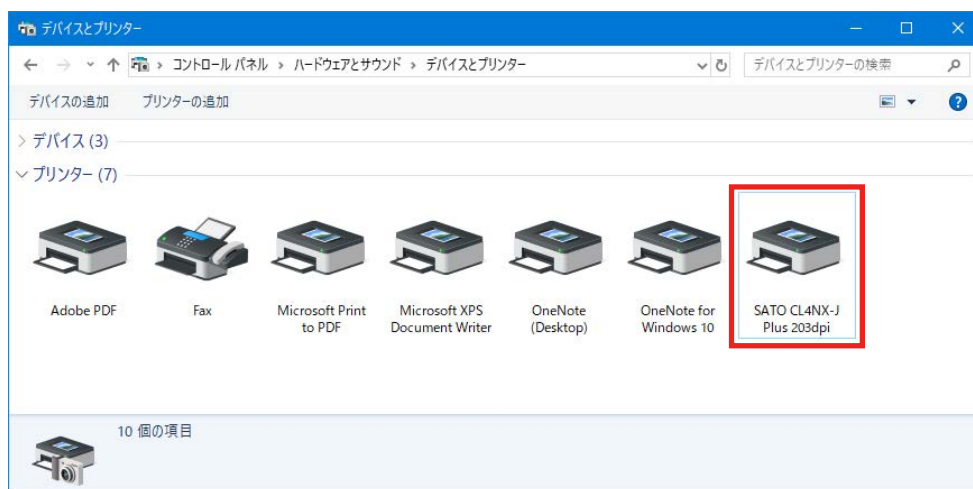 デバイスとプリンター
コントロール パネル › ハードウェアとサウンド › デバイスとプリンター
デバイスとプリンターの検索
デバイスの追加 プリンターの追加
デバイス (3)
プリンター (7)
Adobe PDF
Fax
Microsoft Print
to PDF
Microsoft XPS
Document Writer
OneNote
(Desktop)
OneNote for
Windows 10
SATO CL4NX-J
Plus 203dpi
10 個の項目